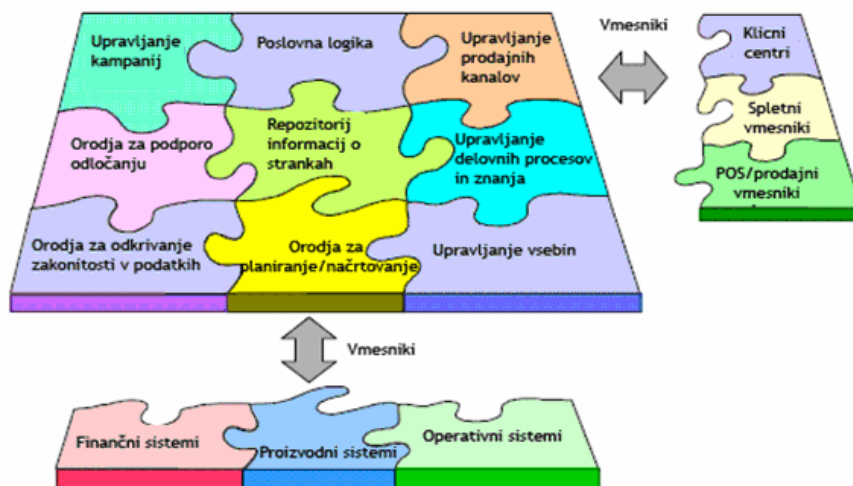 Upravljanje
kampanij
Poslovna logika
Upravljanje
prodajnih
kanalov
Vmesniki
Klicni
centri
Orodja za podporo
odločanju
Repozitorij
informacij o
strankah
Upravljanje
delovnih procesov
in znanja
Spletni
vmesniki
POS/prodajni
vmesniki
Orodja za odkrivanje
zakonitosti v podatkih
Orodja za
planiranje/načrtovanje
Upravljanje vsebin
Vmesniki
Finančni sistemi
Proizvodni sistemi
Operativni sistemi